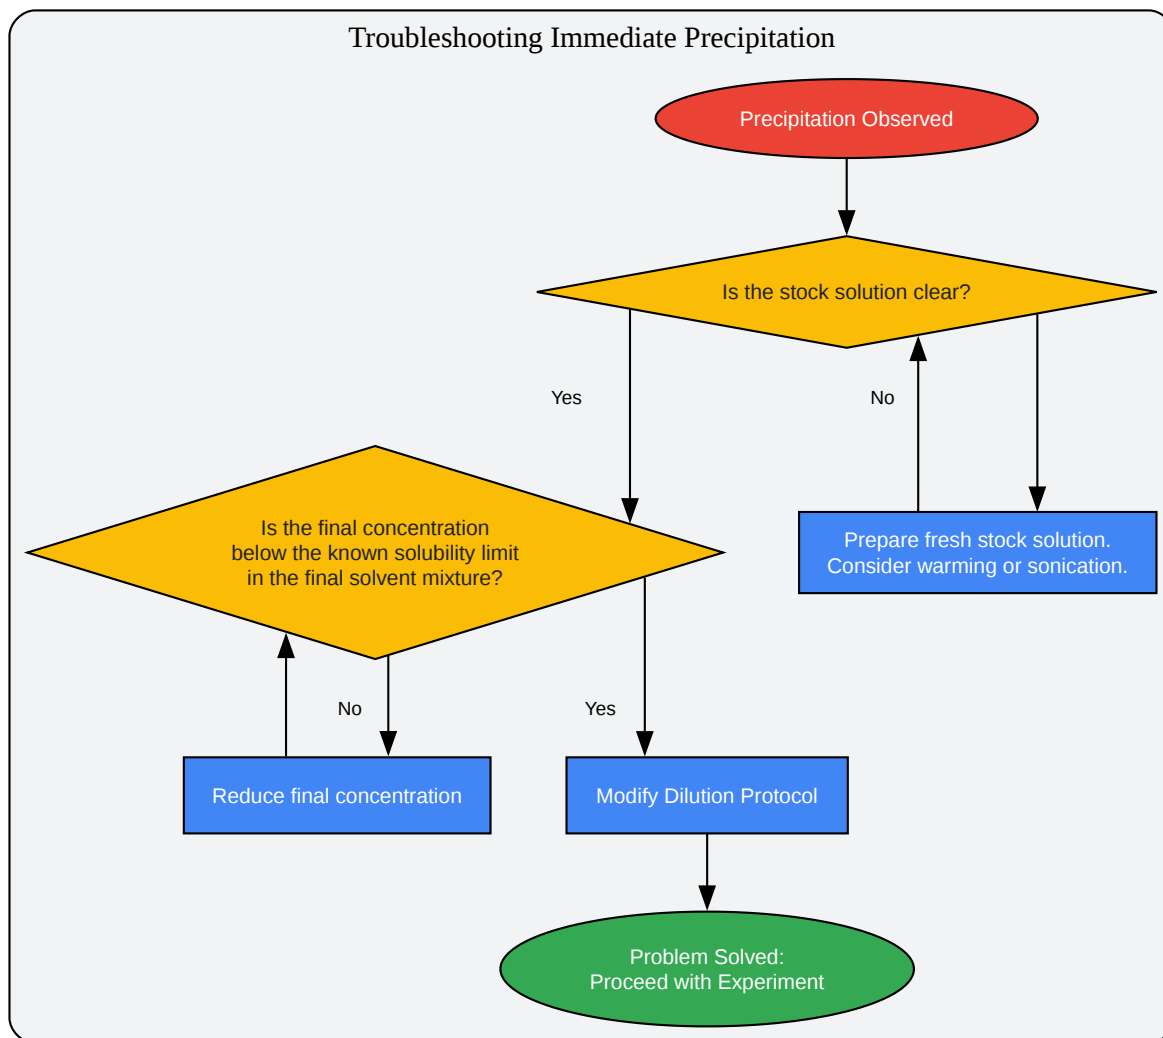 Troubleshooting Immediate Precipitation
Precipitation Observed
Is the stock solution clear?
Yes
No
Prepare fresh stock solution.
Consider warming or sonication.
Is the final concentration
below the known solubility limit
in the final solvent mixture?
No
Yes
Reduce final concentration
Modify Dilution Protocol
Problem Solved:
Proceed with Experiment